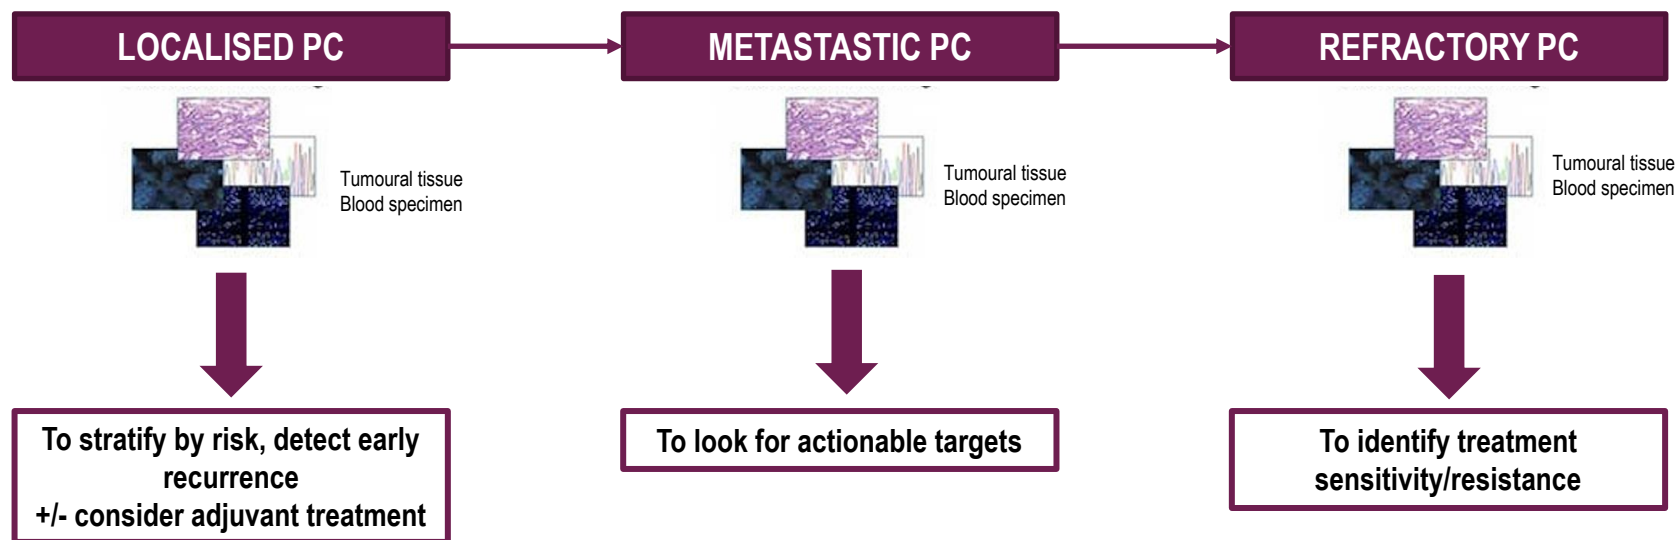 LOCALISED PC
METASTASTIC PC
REFRACTORY PC
Tumoural tissue
Blood specimen
Tumoural tissue
Blood specimen
Tumoural tissue
Blood specimen
To stratify by risk, detect early
recurrence
+/- consider adjuvant treatment
To look for actionable targets
To identify treatment
sensitivity/resistance